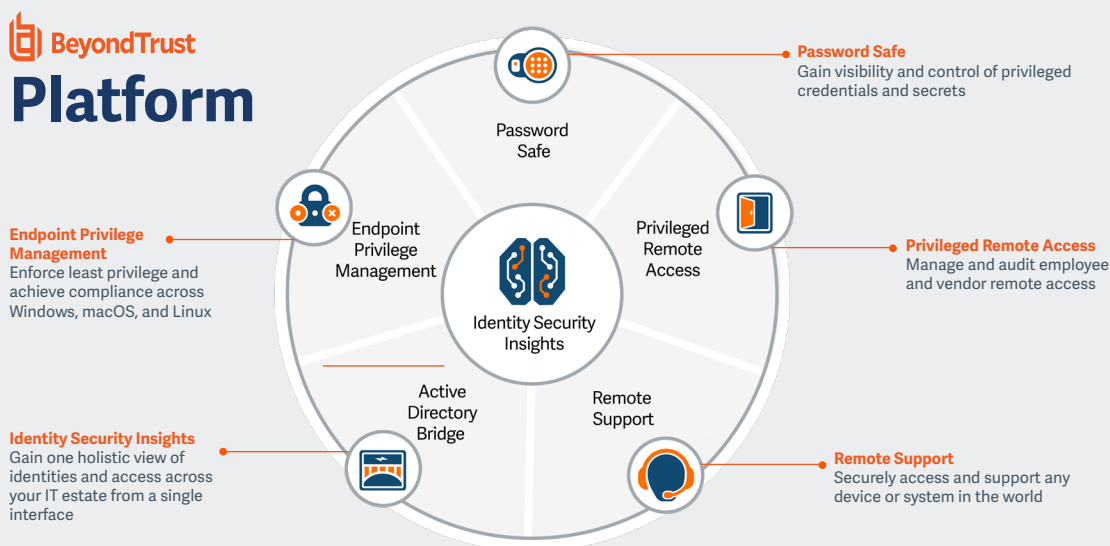 BeyondTrust
Platform
Password Safe
Gain visibility and control of privileged
credentials and secrets
Password
Safe
Endpoint
Privilege
Management
Privileged
Remote
Access
Endpoint Privilege
Management
Enforce least privilege and
achieve compliance across
Windows, macOS, and Linux
Privileged Remote Access
Manage and audit employee
and vendor remote access
Identity Security
Insights
Active
Directory
Bridge
Remote
Support
Identity Security Insights
Gain one holistic view of
identities and access across
your IT estate from a single
interface
Remote Support
Securely access and support any
device or system in the world